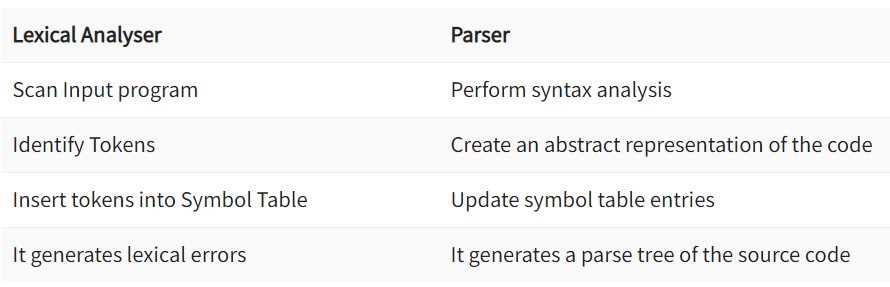 Lexical Analyser Parser
Scan Input program Perform syntax analysis
Identify Tokens Create an abstract representation of the code
Insert tokens into Symbol Table Update symbol table entries
It generates lexical errors It generates a parse tree of the source code